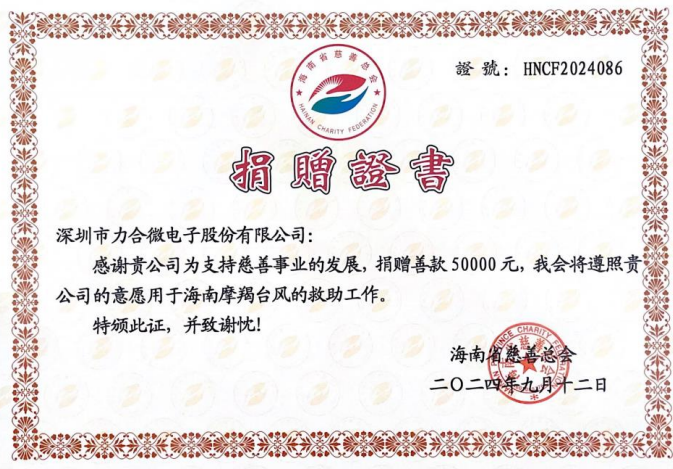 海南省慈善总会
HAINAN CHARITY FEDERATION
證號：HNCF2024086
捐贈證書
深圳市力合微电子股份有限公司：
感谢贵公司为支持慈善事业的发展，捐赠善款50000元，我会将遵照贵
公司的意愿用于海南摩羯台风的救助工作。
特颁此证，并致谢忱！
海南省慈善总会
二〇二四年九月十二日